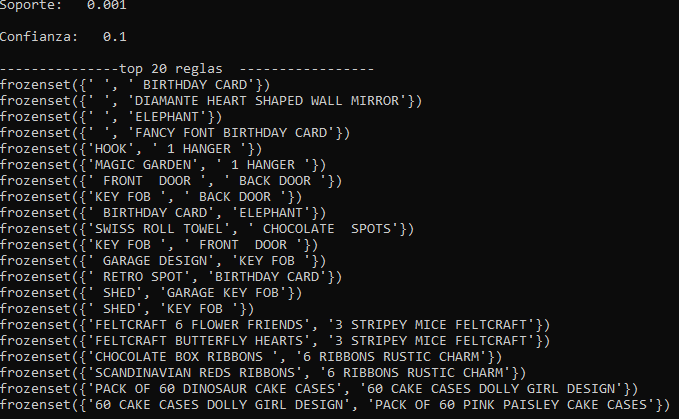 Soporte:   0.001
Confianza:   0.1
---------------top 20 reglas  -----------------
frozenset({' ', ' BIRTHDAY CARD'})
frozenset({' ', 'DIAMANTE HEART SHAPED WALL MIRROR'})
frozenset({' ', 'ELEPHANT'})
frozenset({' ', 'FANCY FONT BIRTHDAY CARD'})
frozenset({'HOOK', ' 1 HANGER '})
frozenset({'MAGIC GARDEN', ' 1 HANGER '})
frozenset({' FRONT  DOOR ', ' BACK DOOR '})
frozenset({'KEY FOB ', ' BACK DOOR '})
frozenset({' BIRTHDAY CARD', 'ELEPHANT'})
frozenset({'SWISS ROLL TOWEL', ' CHOCOLATE  SPOTS'})
frozenset({'KEY FOB ', ' FRONT  DOOR '})
frozenset({' GARAGE DESIGN', 'KEY FOB '})
frozenset({' RETRO SPOT', 'BIRTHDAY CARD'})
frozenset({' SHED', 'GARAGE KEY FOB'})
frozenset({' SHED', 'KEY FOB '})
frozenset({'FELTCRAFT 6 FLOWER FRIENDS', '3 STRIPEY MICE FELTCRAFT'})
frozenset({'FELTCRAFT BUTTERFLY HEARTS', '3 STRIPEY MICE FELTCRAFT'})
frozenset({'CHOCOLATE BOX RIBBONS ', '6 RIBBONS RUSTIC CHARM'})
frozenset({'SCANDINAVIAN REDS RIBBONS', '6 RIBBONS RUSTIC CHARM'})
frozenset({'PACK OF 60 DINOSAUR CAKE CASES', '60 CAKE CASES DOLLY GIRL DESIGN'})
frozenset({'60 CAKE CASES DOLLY GIRL DESIGN', 'PACK OF 60 PINK PAISLEY CAKE CASES'})